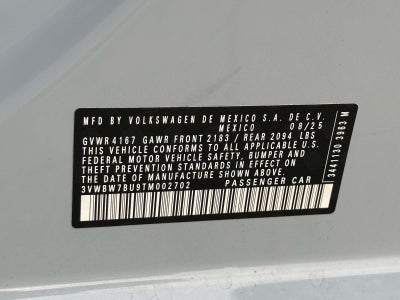 MFD BY VOLKSWAGEN DE MEXICO S.A. DE C.V.
MEXICO 08/25
GVWR 4167 GAWR FRONT 2183 / REAR 2094 LBS
THIS VEHICLE CONFORMS TO ALL APPLICABLE
FEDERAL MOTOR VEHICLE SAFETY, BUMPER AND
THEFT PREVENTION STANDARDS IN EFFECT ON
THE DATE OF MANUFACTURE SHOWN ABOVE.
3VWBW7BU9TM002702 PASSENGER CAR
3441130 3963 M